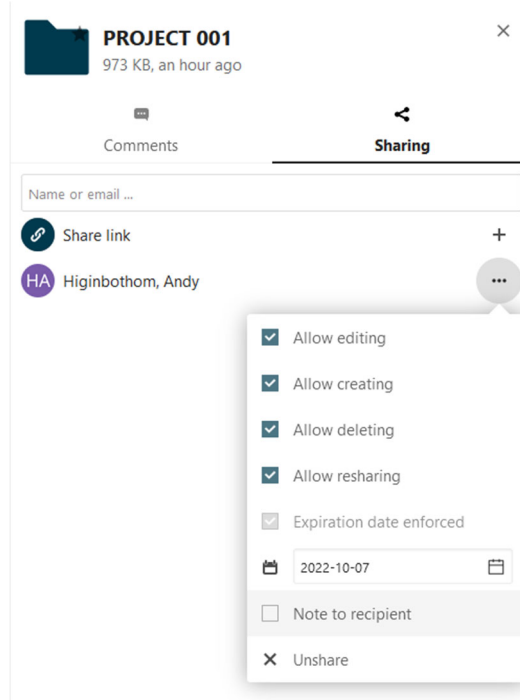 PROJECT 001
973 KB, an hour ago
Comments
Sharing
Name or email ...
Share link
+
HA Higinbothom, Andy
Allow editing
Allow creating
Allow deleting
Allow resharing
Expiration date enforced
2022-10-07
Note to recipient
Unshare